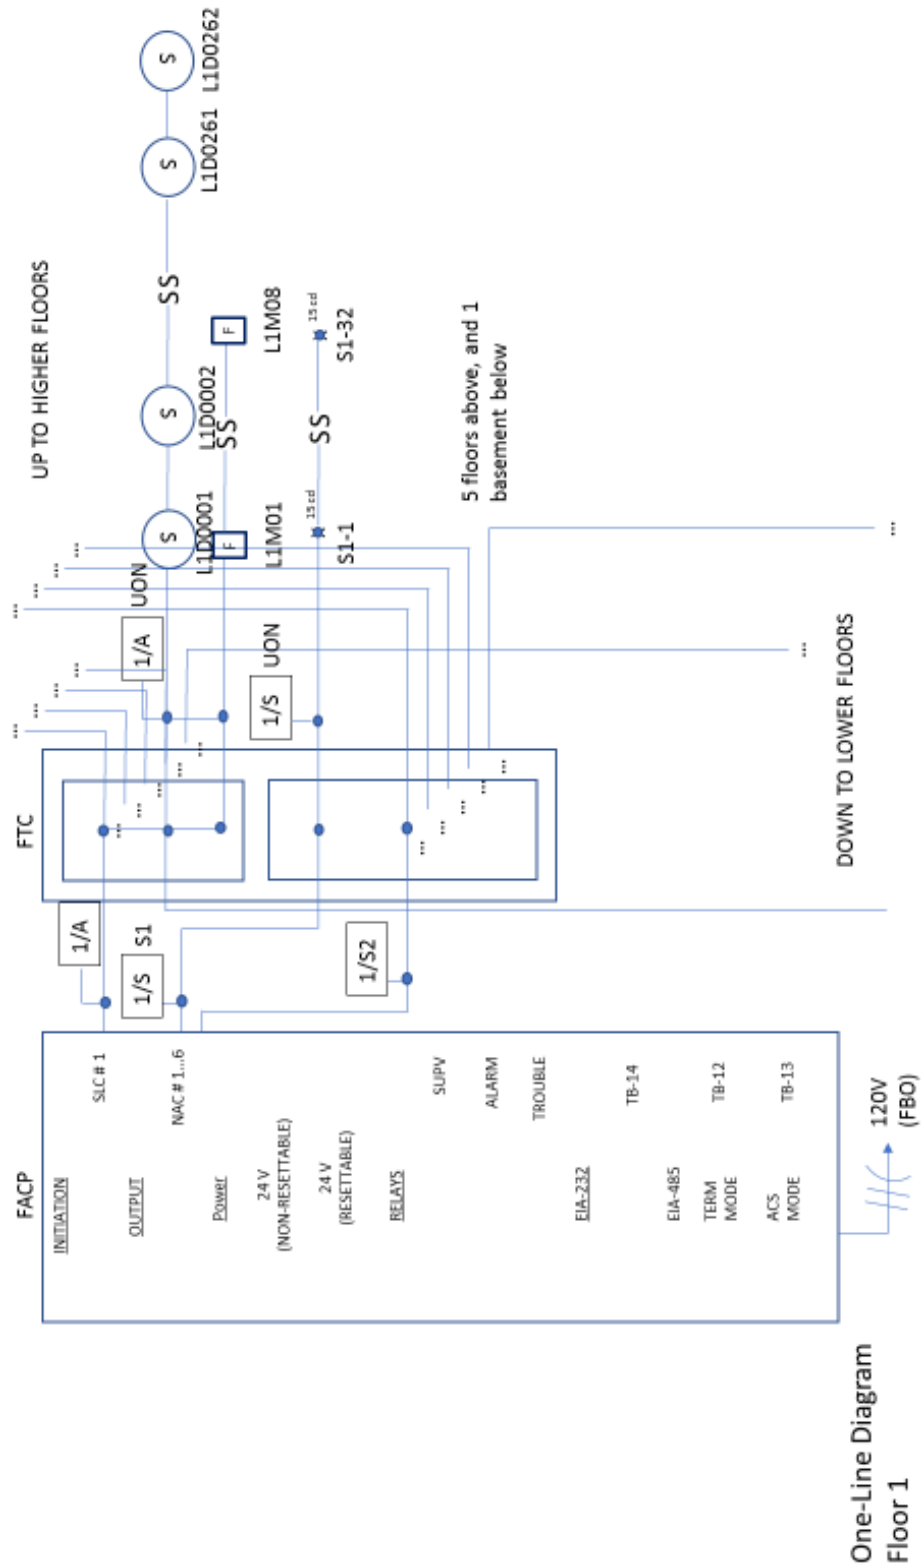 UP TO HIGHER FLOORS
FACP
FTC
...
...
...
...
...
...
...
...
INITIATION
SLC # 1
1/A
1/A
UON
S
L1D0001
S
L1D0002
SS
S
L1D0261
S
L1D0262
OUTPUT
NAC # 1...6
1/S
S1
...
...
...
...
...
F
L1M01
SS
F
L1M08
Power
24 V
(NON-RESETTABLE)
24 V
(RESETTABLE)
1/S
UON
15 cd
S1-1
SS
15 cd
S1-32
1/S2
RELAYS
SUPV
ALARM
TROUBLE
...
...
...
...
...
5 floors above, and 1
basement below
EIA-232
TB-14
EIA-485
TERM
MODE
TB-12
ACS
MODE
TB-13
...
...
DOWN TO LOWER FLOORS
120V
(FBO)
One-Line Diagram
Floor 1